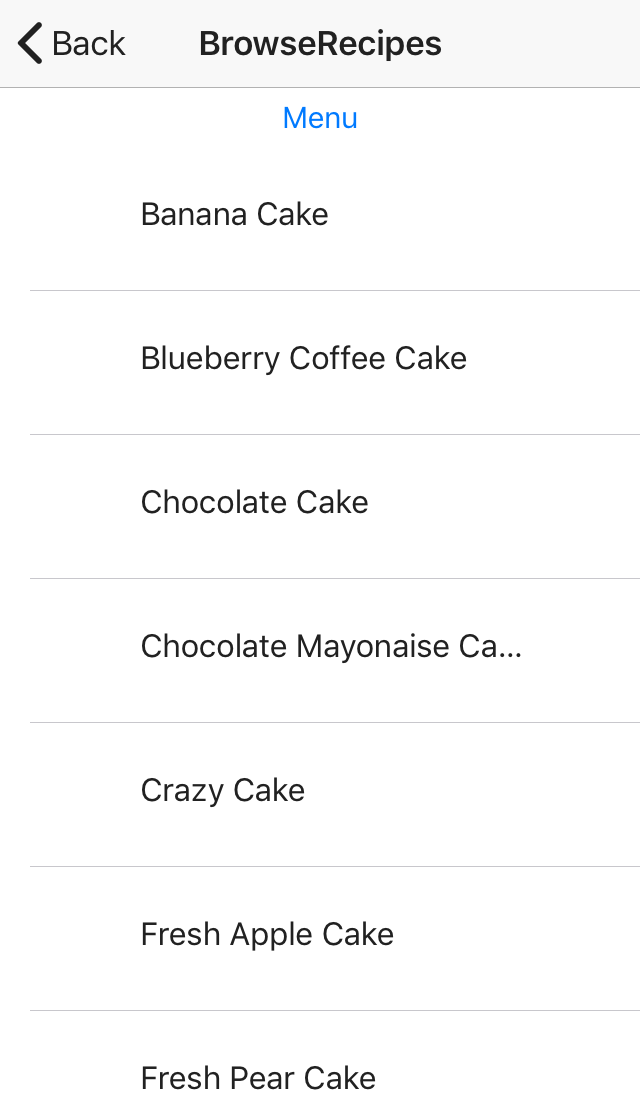 Back
BrowseRecipes
Menu
Banana Cake
Blueberry Coffee Cake
Chocolate Cake
Chocolate Mayonaise Ca...
Crazy Cake
Fresh Apple Cake
Fresh Pear Cake